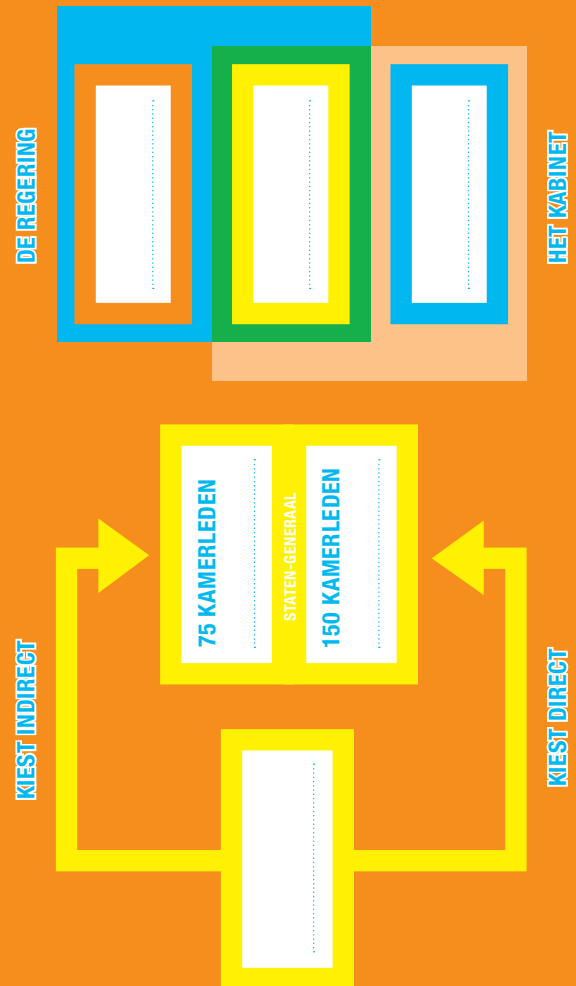 KIEST INDIRECT
75 KAMERLEDEN
STATEN-GENERAAL
150 KAMERLEDEN
KIEST DIRECT
DE REGERING
HET KABINET